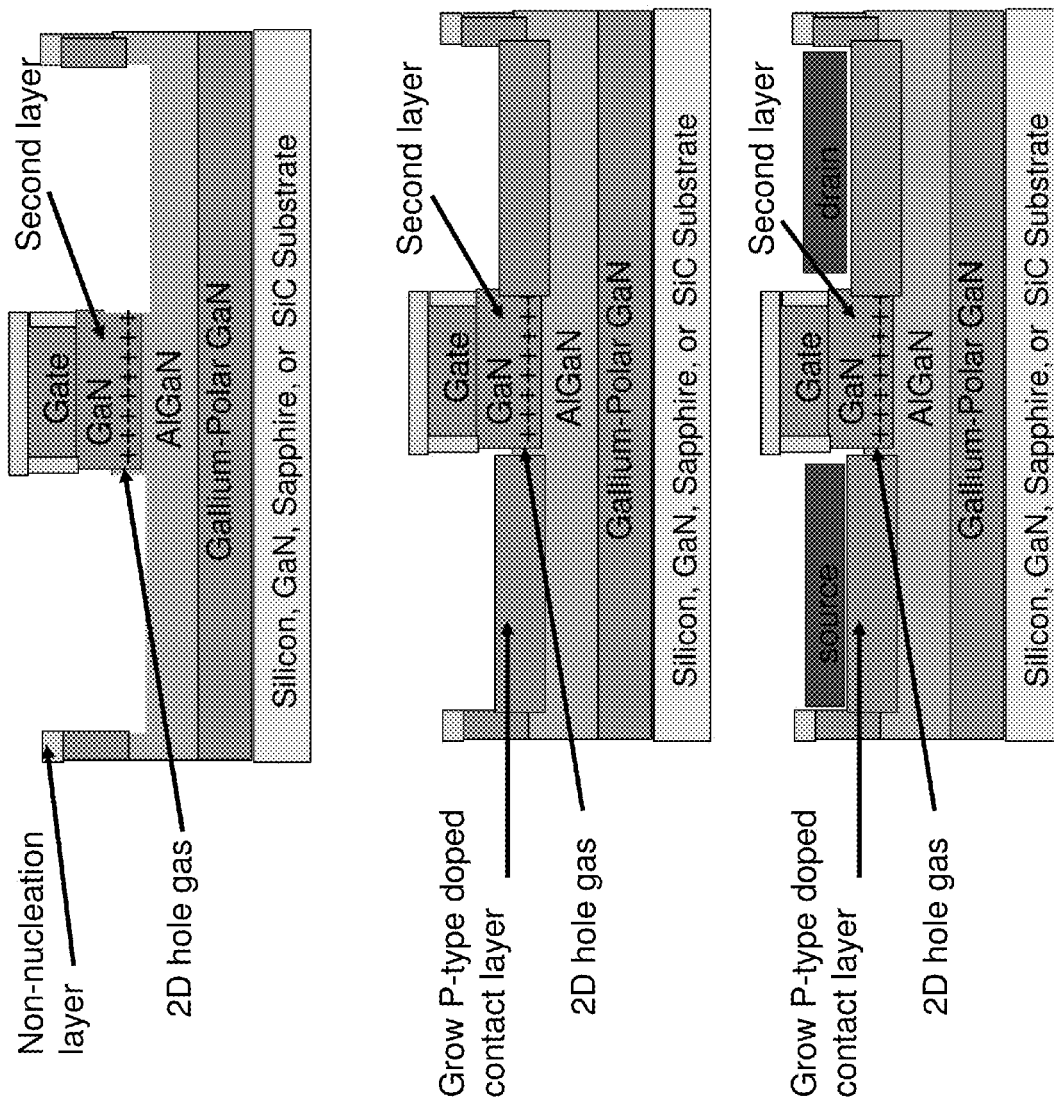 Non-nucleation
layer
Second layer
Gate
GaN
AlGaN
Gallium-Polar GaN
Silicon, GaN, Sapphire, or SiC Substrate
2D hole gas
Grow P-type doped
contact layer
Second layer
Gate
GaN
AlGaN
Gallium-Polar GaN
Silicon, GaN, Sapphire, or SiC Substrate
2D hole gas
Grow P-type doped
contact layer
Second layer
Gate
GaN
source
drain
AlGaN
Gallium-Polar GaN
Silicon, GaN, Sapphire, or SiC Substrate
2D hole gas